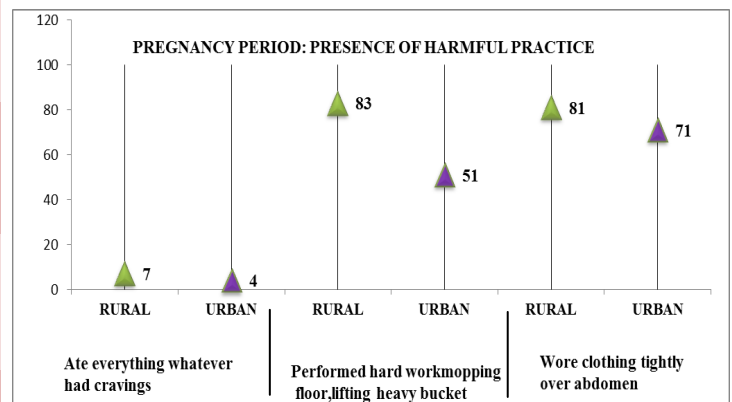 120
PREGNANCY PERIOD: PRESENCE OF HARMFUL PRACTICE
100
80
60
40
20
0
7
4
83
51
81
71
RURAL URBAN RURAL URBAN RURAL URBAN
Ate everything whatever
had cravings
Performed hard workmopping
floor,lifting heavy bucket
Wore clothing tightly
over abdomen